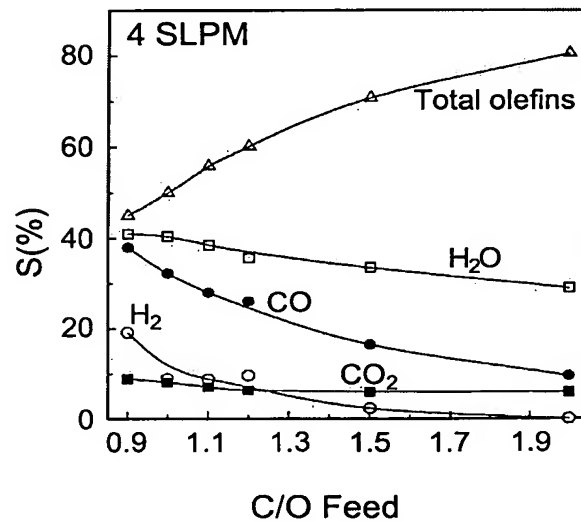 4 SLPM
80
Total olefins
60
S(%)
40
H₂O
CO
20
H₂
CO₂
0
0.9 1.1 1.3 1.5 1.7 1.9
C/O Feed